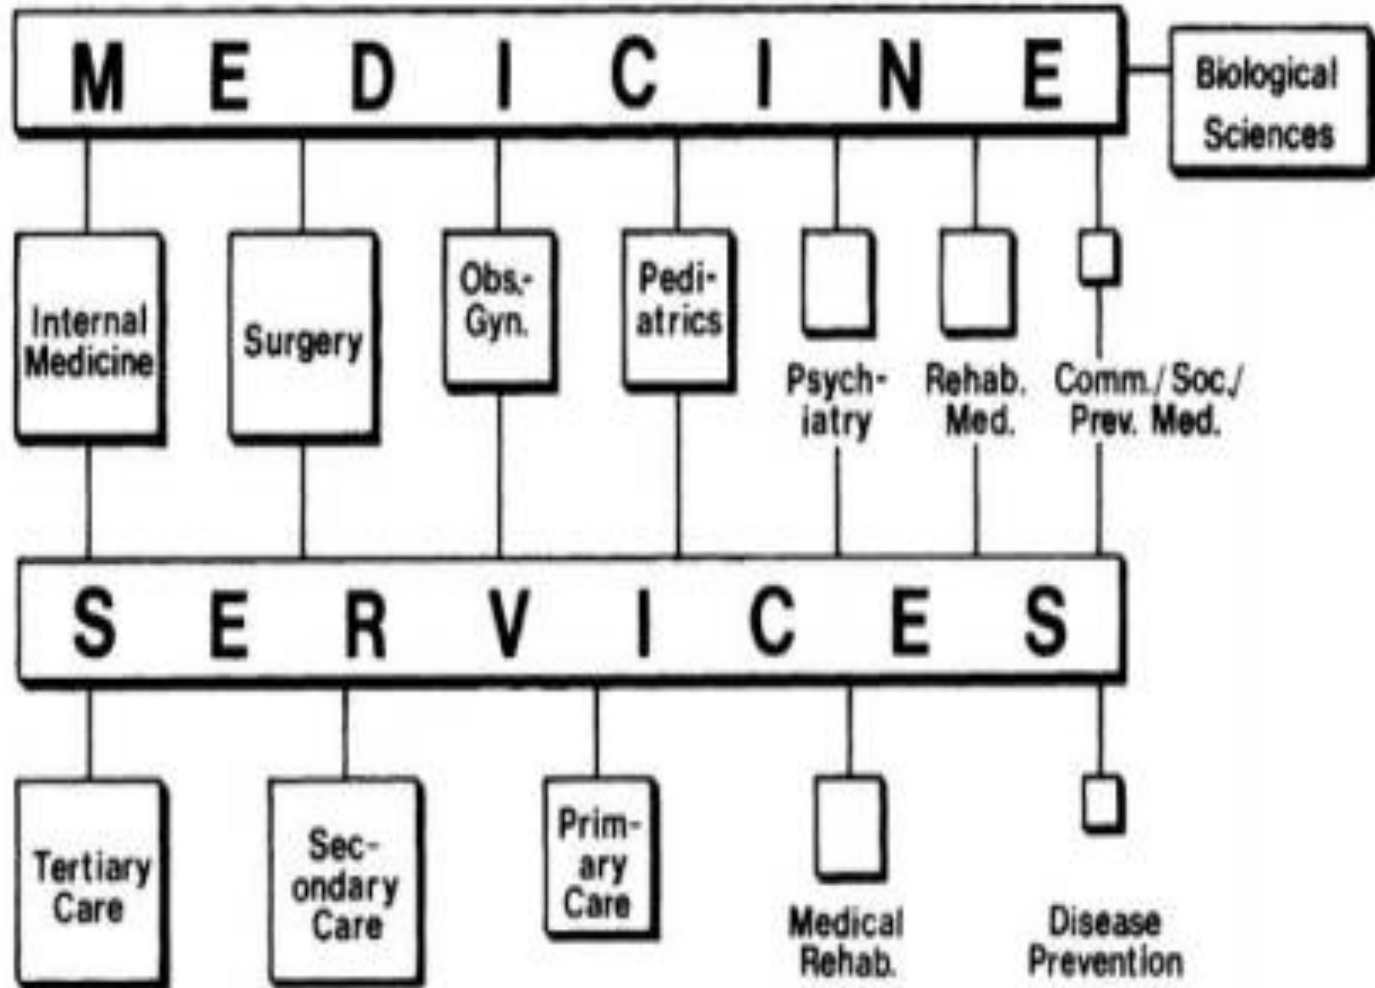 M E D I C I N E
Biological
Sciences
Internal
Medicine
Surgery
Obs.-
Gyn.
Pedi-
atrics
Psych-
iatry
Rehab.
Med.
Comm./Soc./
Prev. Med.
S E R V I C E S
Tertiary
Care
Sec-
ondary
Care
Prim-
ary
Care
Medical
Rehab.
Disease
Prevention